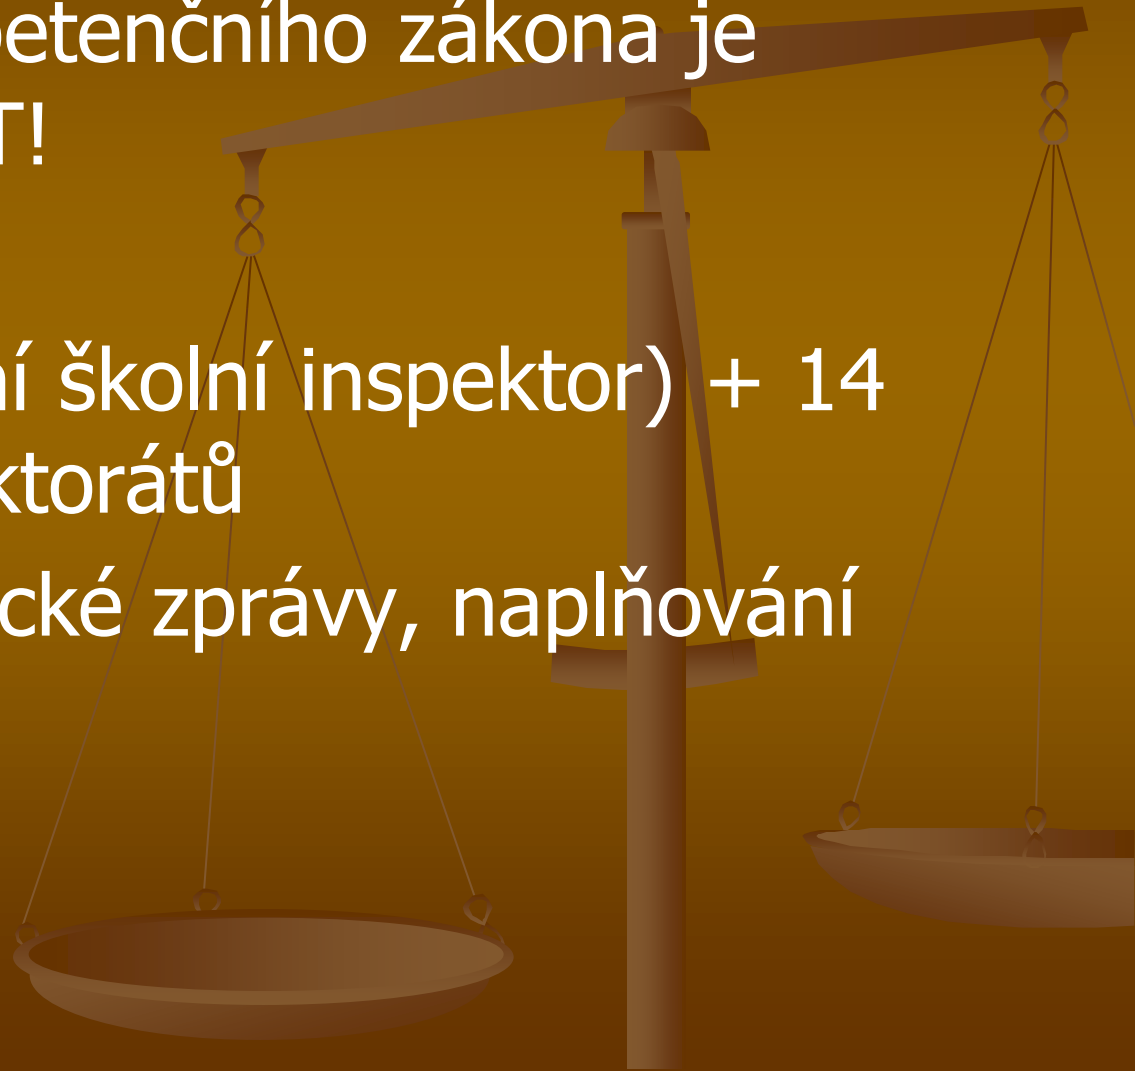 petenčního zákona je
T!
ní školní inspektor) + 14
ktorátů
cké zprávy, naplňování